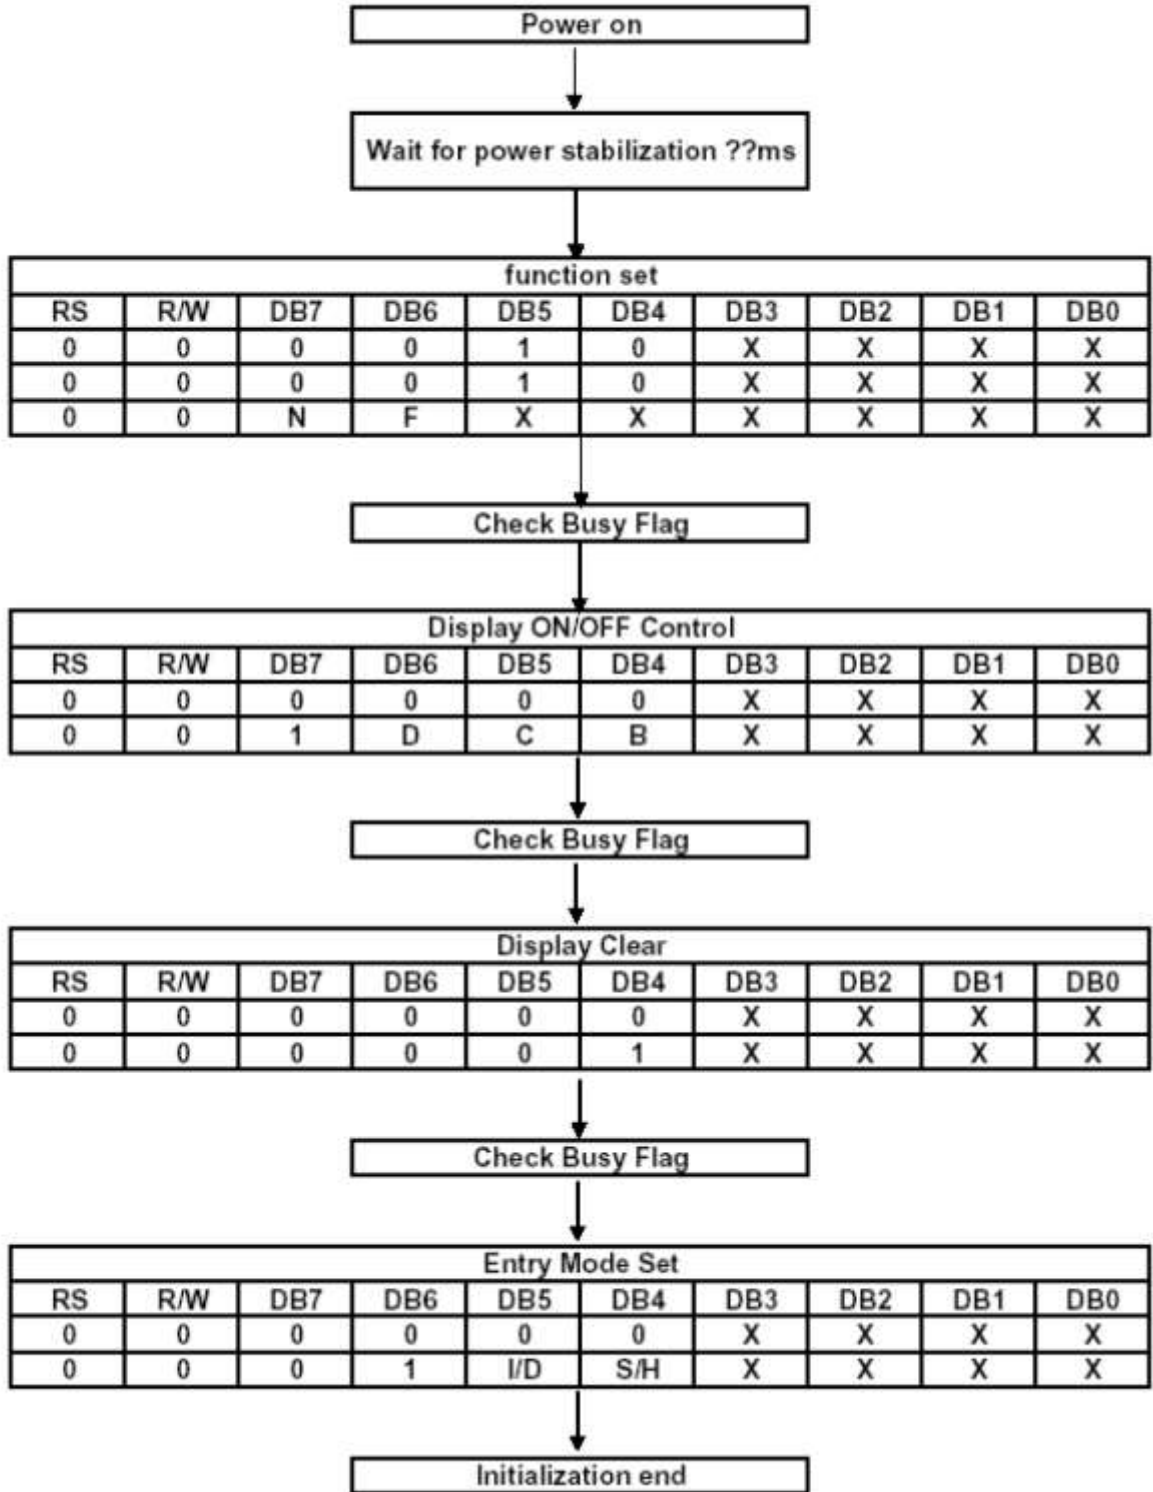 Power on
Wait for power stabilization ??ms
function set
RS R/W DB7 DB6 DB5 DB4 DB3 DB2 DB1 DB0
0 0 0 0 1 0 X X X X
0 0 0 0 1 0 X X X X
0 0 N F X X X X X X
Check Busy Flag
Display ON/OFF Control
RS R/W DB7 DB6 DB5 DB4 DB3 DB2 DB1 DB0
0 0 0 0 0 0 X X X X
0 0 1 D C B X X X X
Check Busy Flag
Display Clear
RS R/W DB7 DB6 DB5 DB4 DB3 DB2 DB1 DB0
0 0 0 0 0 0 X X X X
0 0 0 0 0 1 X X X X
Check Busy Flag
Entry Mode Set
RS R/W DB7 DB6 DB5 DB4 DB3 DB2 DB1 DB0
0 0 0 0 0 0 X X X X
0 0 0 1 I/D S/H X X X X
Initialization end